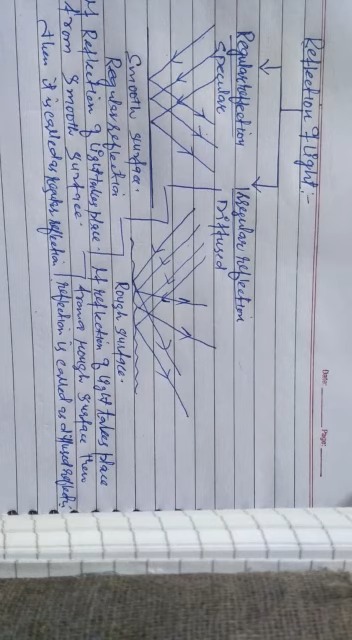 Date: Page:
Reflection of light :-
Regular reflection
Specular
Irregular reflection
Diffused
Smooth surface.
Regular reflection
If Reflection of light takes place
from smooth surface.
then it is called as regular reflection
Rough surface.
If reflection of light takes place
from a rough surface then
reflection is called as diffused